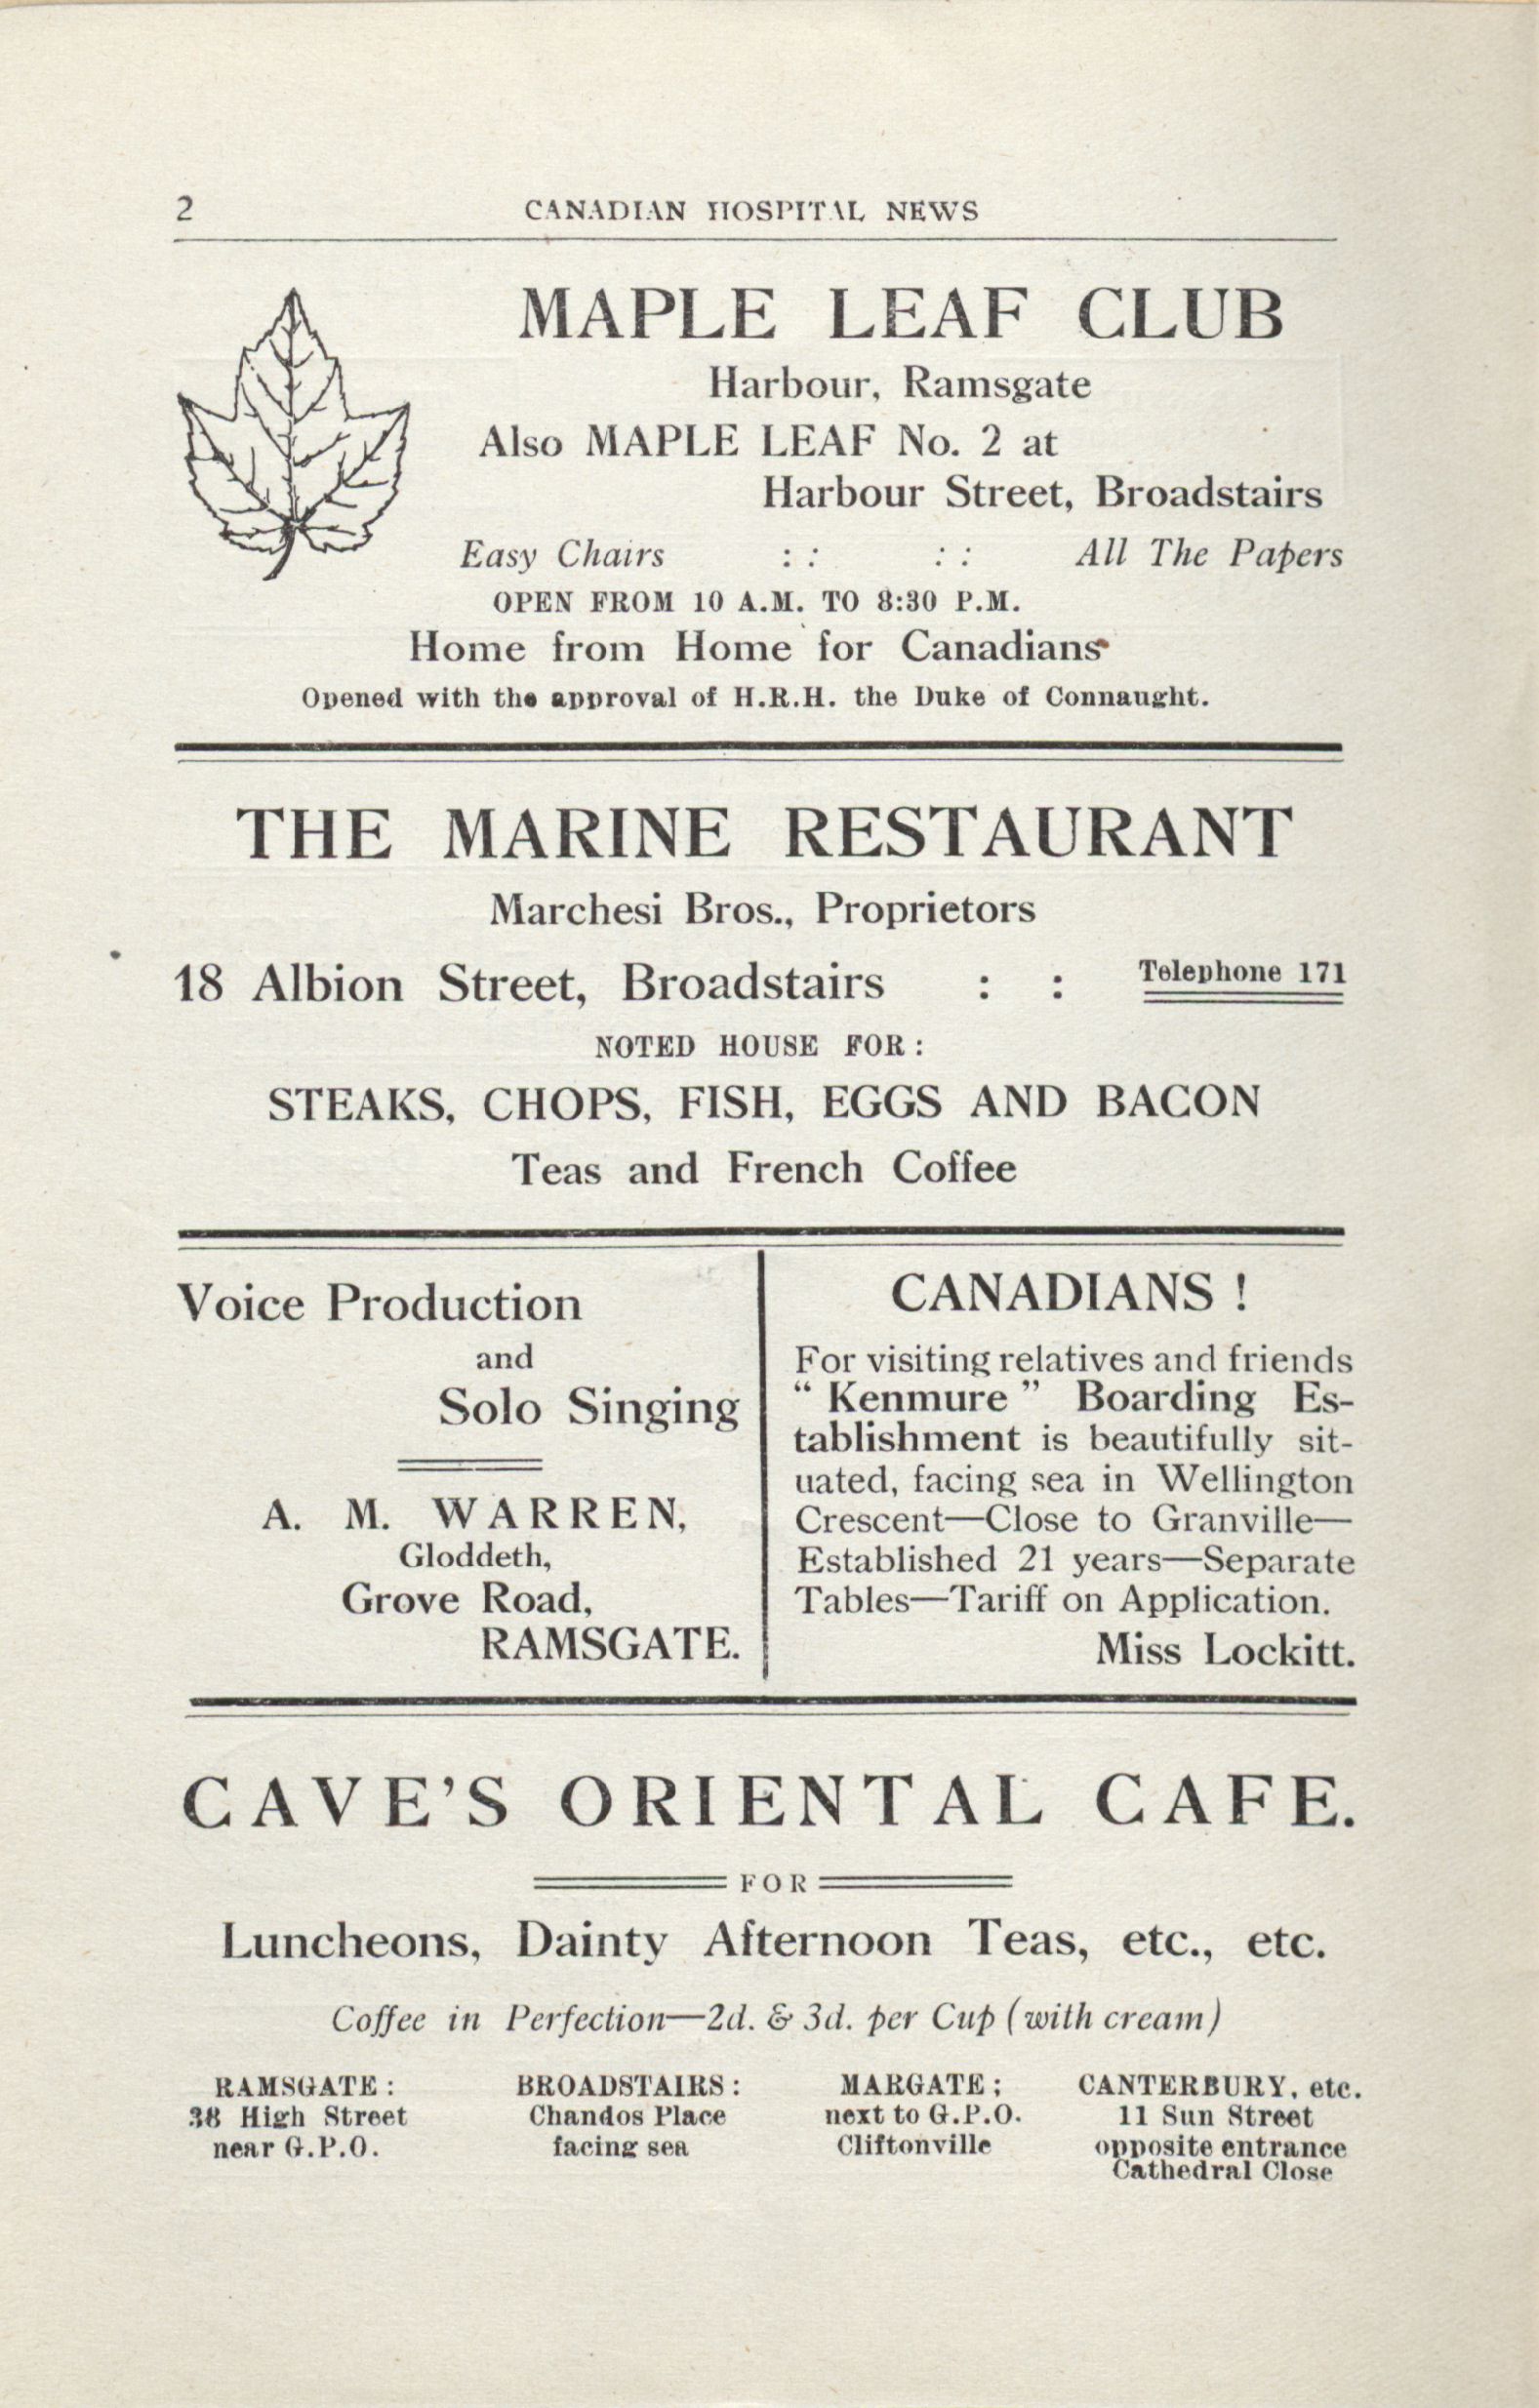 2
CANADIAN HOSPITAL NEWS
MAPLE LEAF CLUB
Harbour, Ramsgate
Also MAPLE LEAF No. 2 at
Harbour Street, Broadstairs
Easy Chairs : : : : All The Papers
OPEN FROM 10 A.M. TO 8:30 P.M.
Home from Home for Canadians
Opened with the approval of H.R.H. the Duke of Connaught.
THE MARINE RESTAURANT
Marchesi Bros., Proprietors
18 Albion Street, Broadstairs : : Telephone 171
NOTED HOUSE FOR :
STEAKS, CHOPS, FISH, EGGS AND BACON
Teas and French Coffee
Voice Production
and
Solo Singing
A. M. WARREN,
Gloddeth,
Grove Road,
RAMSGATE.
CANADIANS !
For visiting relatives and friends
" Kenmure " Boarding Es-
tablishment is beautifully sit-
uated, facing sea in Wellington
Crescent—Close to Granville—
Established 21 years—Separate
Tables—Tariff on Application.
Miss Lockitt.
CAVE'S ORIENTAL CAFE.
FOR
Luncheons, Dainty Afternoon Teas, etc., etc.
Coffee in Perfection—2d. & 3d. per Cup (with cream)
RAMSGATE :
38 High Street
near G.P.O.
BROADSTAIRS :
Chandos Place
facing sea
MARGATE ;
next to G.P.O.
Cliftonville
CANTERBURY, etc.
11 Sun Street
opposite entrance
Cathedral Close